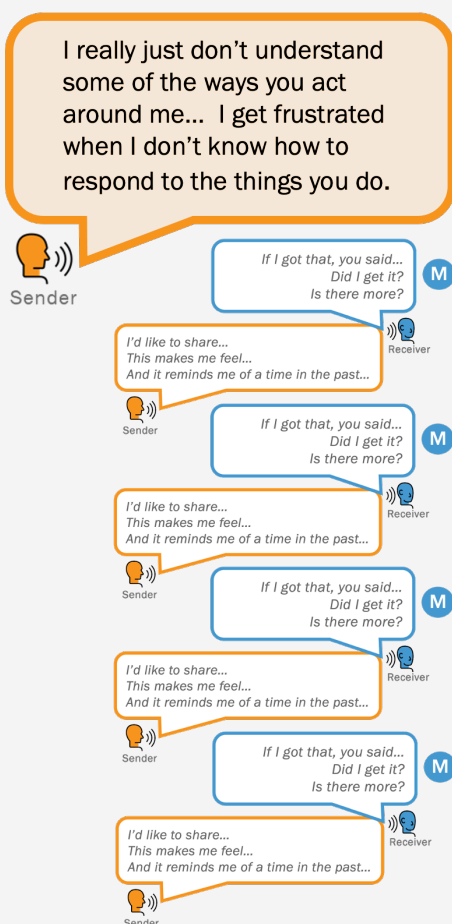 I really just don’t understand
some of the ways you act
around me... I get frustrated
when I don’t know how to
respond to the things you do.
Sender
If I got that, you said...
Did I get it?
Is there more?
M
Receiver
I’d like to share...
This makes me feel...
And it reminds me of a time in the past...
Sender
If I got that, you said...
Did I get it?
Is there more?
M
Receiver
I’d like to share...
This makes me feel...
And it reminds me of a time in the past...
Sender
If I got that, you said...
Did I get it?
Is there more?
M
Receiver
I’d like to share...
This makes me feel...
And it reminds me of a time in the past...
Sender
If I got that, you said...
Did I get it?
Is there more?
M
Receiver
I’d like to share...
This makes me feel...
And it reminds me of a time in the past...
Sender